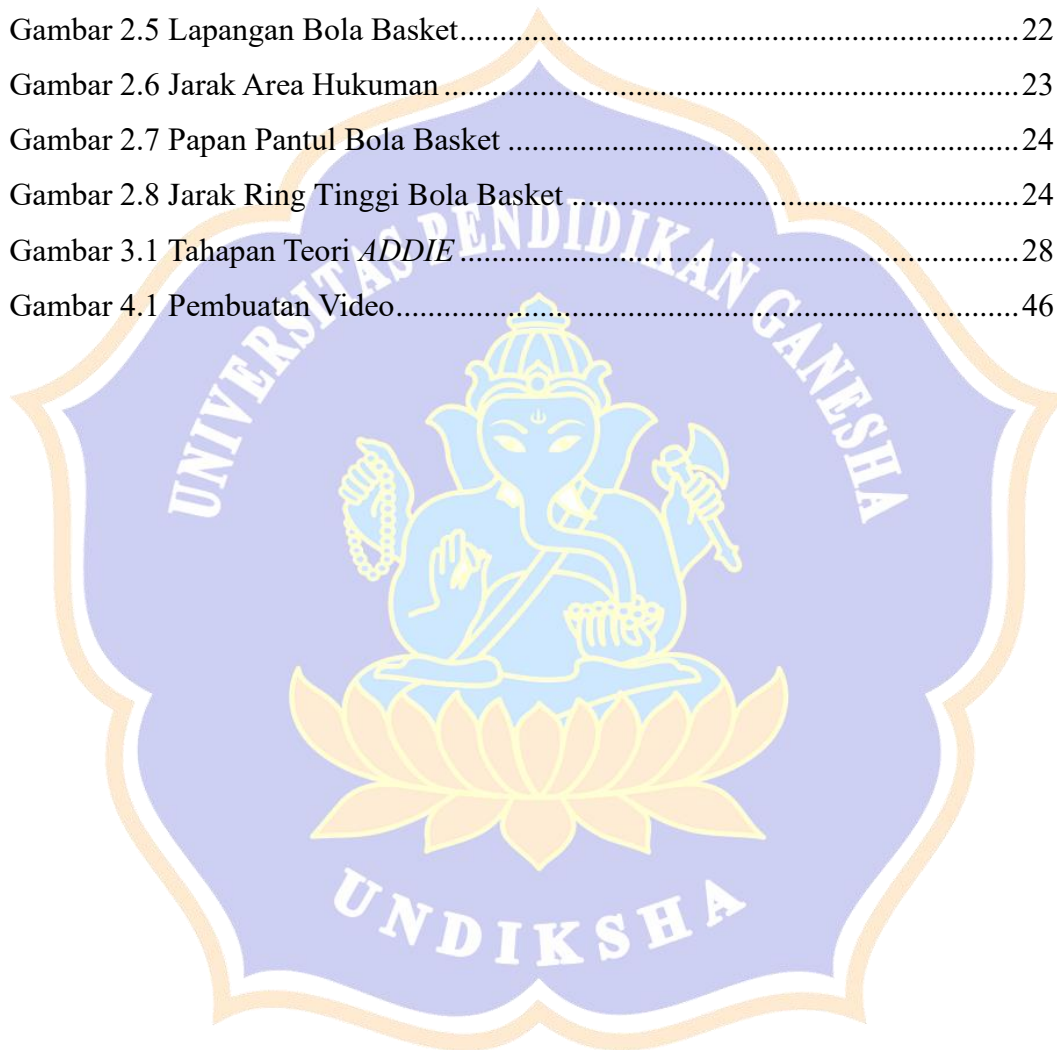 Gambar 2.5 Lapangan Bola Basket.....................................................................................22
Gambar 2.6 Jarak Area Hukuman.......................................................................................23
Gambar 2.7 Papan Pantul Bola Basket..............................................................................24
Gambar 2.8 Jarak Ring Tinggi Bola Basket.......................................................................24
Gambar 3.1 Tahapan Teori ADDIE.....................................................................................28
Gambar 4.1 Pembuatan Video.............................................................................................46
UNIVERSITAS PENDIDIKAN GANESHA
UNDIKSHA